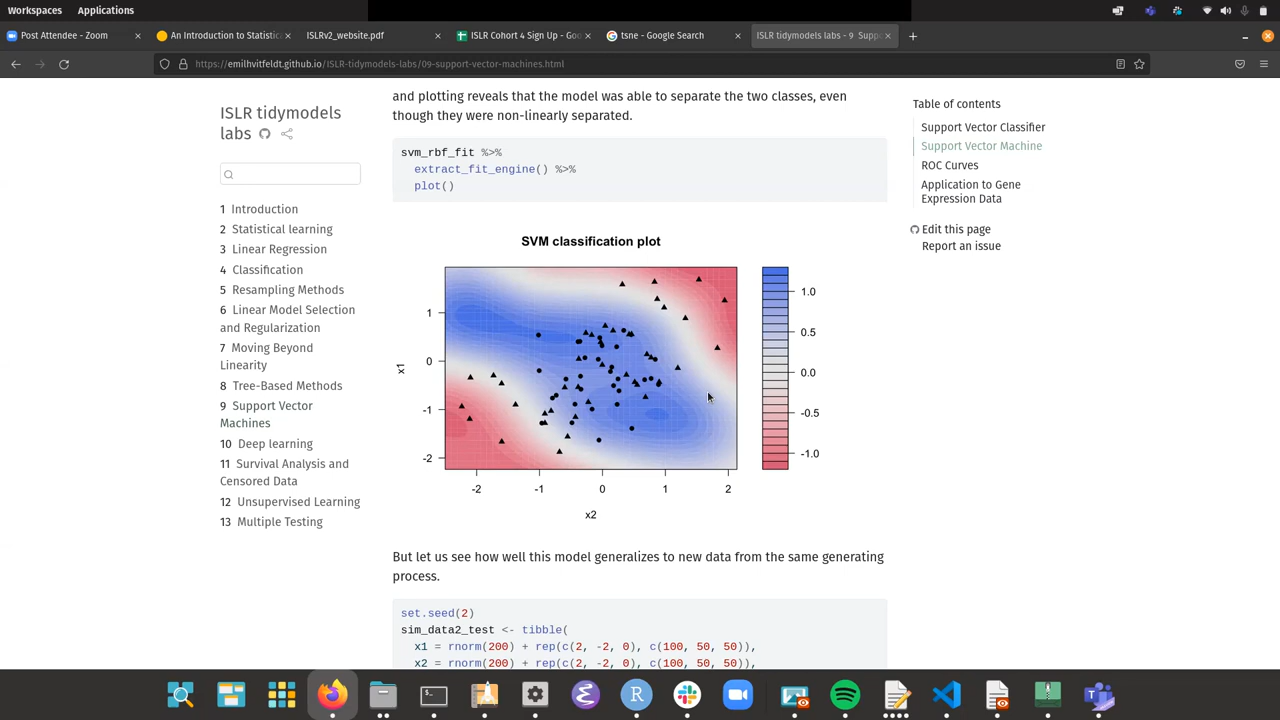 Workspaces Applications
Post Attendee - Zoom
An Introduction to Statistica
ISLRv2_website.pdf
ISLR Cohort 4 Sign Up - Goo
tsne - Google Search
ISLR tidymodels labs - 9 Suppo
https://emilhvitfeldt.github.io/ISLR-tidymodels-labs/09-support-vector-machines.html
ISLR tidymodels
labs
1 Introduction
2 Statistical learning
3 Linear Regression
4 Classification
5 Resampling Methods
6 Linear Model Selection
and Regularization
7 Moving Beyond
Linearity
8 Tree-Based Methods
9 Support Vector
Machines
10 Deep learning
11 Survival Analysis and
Censored Data
12 Unsupervised Learning
13 Multiple Testing
and plotting reveals that the model was able to separate the two classes, even
though they were non-linearly separated.
svm_rbf_fit %>%
extract_fit_engine() %>%
plot()
SVM classification plot
1
0
-1
-2
x1
-2 -1 0 1 2
x2
1.0
0.5
0.0
-0.5
-1.0
But let us see how well this model generalizes to new data from the same generating
process.
set.seed(2)
sim_data2_test <- tibble(
x1 = rnorm(200) + rep(c(2, -2, 0), c(100, 50, 50)),
x2 = rnorm(200) + rep(c(2, -2, 0), c(100, 50, 50)),
Table of contents
Support Vector Classifier
Support Vector Machine
ROC Curves
Application to Gene
Expression Data
Edit this page
Report an issue